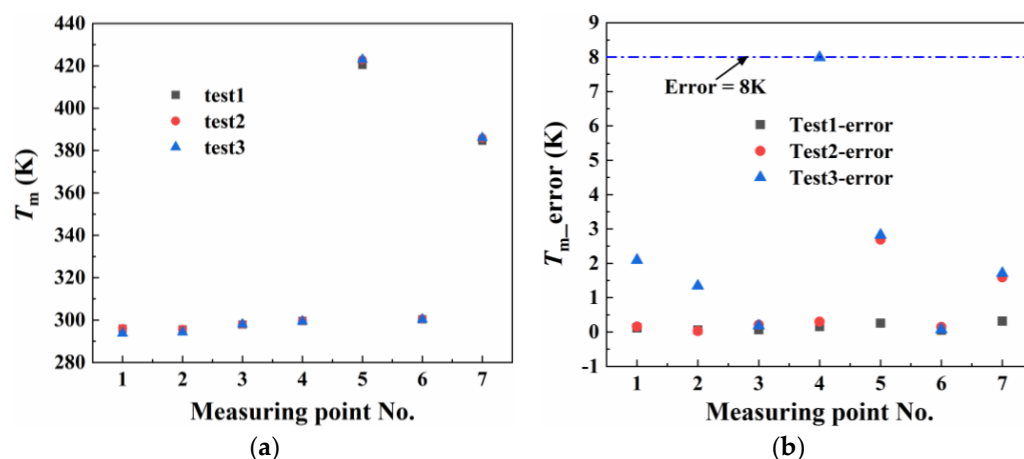 440
420
400
380
360
340
320
300
280
T_m (K)
test1
test2
test3
1 2 3 4 5 6 7
Measuring point No.
(a)
9
8
7
6
5
4
3
2
1
0
-1
T_m_error (K)
Error = 8K
Test1-error
Test2-error
Test3-error
1 2 3 4 5 6 7
Measuring point No.
(b)